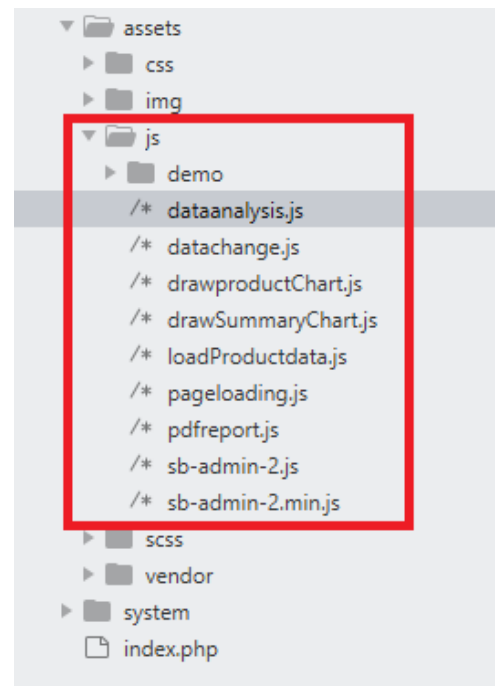 assets
css
img
js
demo
/* dataanalysis.js
/* datachange.js
/* drawproductChart.js
/* drawSummaryChart.js
/* loadProductdata.js
/* pageloading.js
/* pdfreport.js
/* sb-admin-2.js
/* sb-admin-2.min.js
scss
vendor
system
index.php